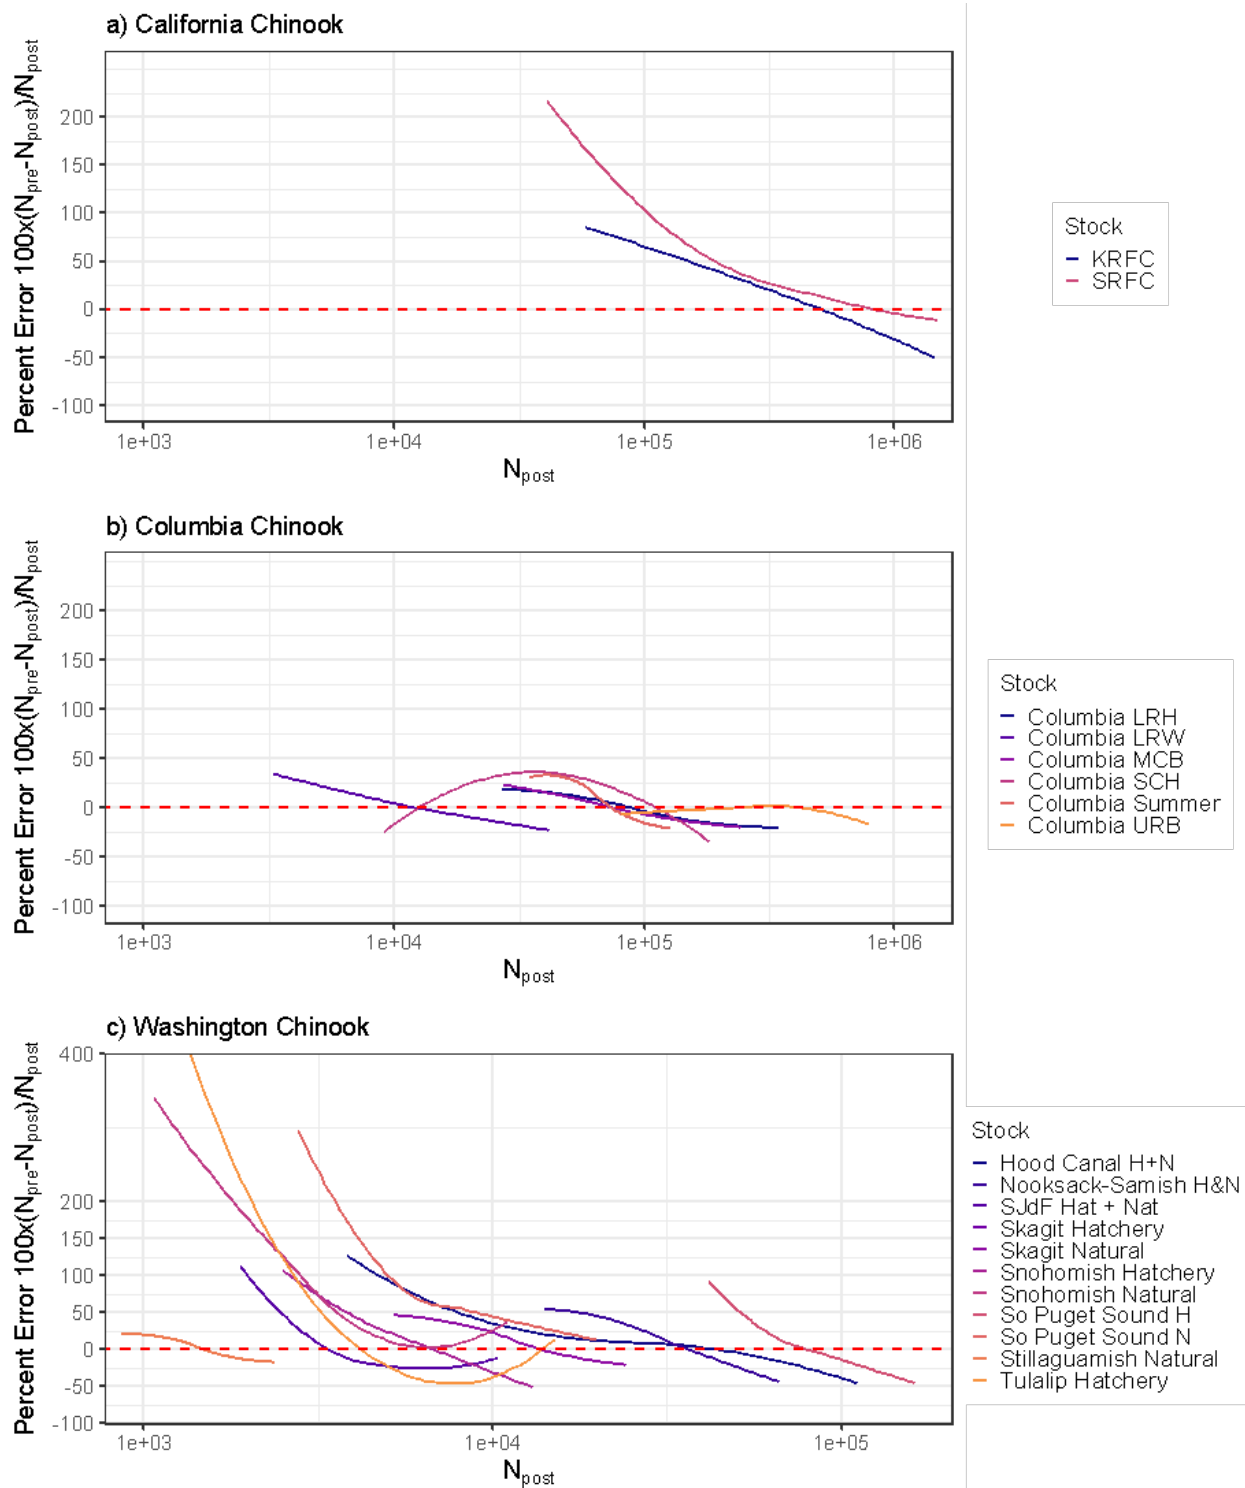 a) California Chinook
Percent Error 100x(Npre-Npost)/Npost
200
150
100
50
0
-50
-100
1e+03
1e+04
1e+05
1e+06
Npost
Stock
KRFC
SRFC
b) Columbia Chinook
Percent Error 100x(Npre-Npost)/Npost
200
150
100
50
0
-50
-100
1e+03
1e+04
1e+05
1e+06
Npost
Stock
Columbia LRH
Columbia LRW
Columbia MCB
Columbia SCH
Columbia Summer
Columbia URB
c) Washington Chinook
Percent Error 100x(Npre-Npost)/Npost
400
200
150
100
50
0
-50
-100
1e+03
1e+04
1e+05
Npost
Stock
Hood Canal H+N
Nooksack-Samish H&N
SJdF Hat + Nat
Skagit Hatchery
Skagit Natural
Snohomish Hatchery
Snohomish Natural
So Puget Sound H
So Puget Sound N
Stillaguamish Natural
Tulalip Hatchery